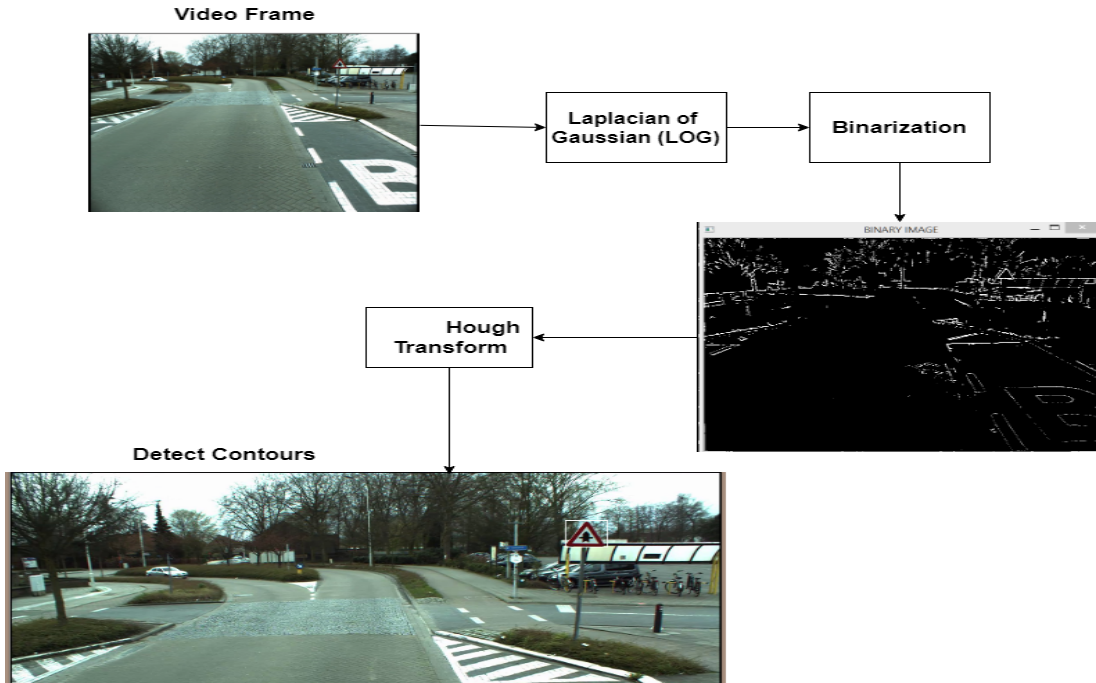 Video Frame
Laplacian of
Gaussian (LOG)
Binarization
BINARY IMAGE
B
Hough
Transform
Detect Contours